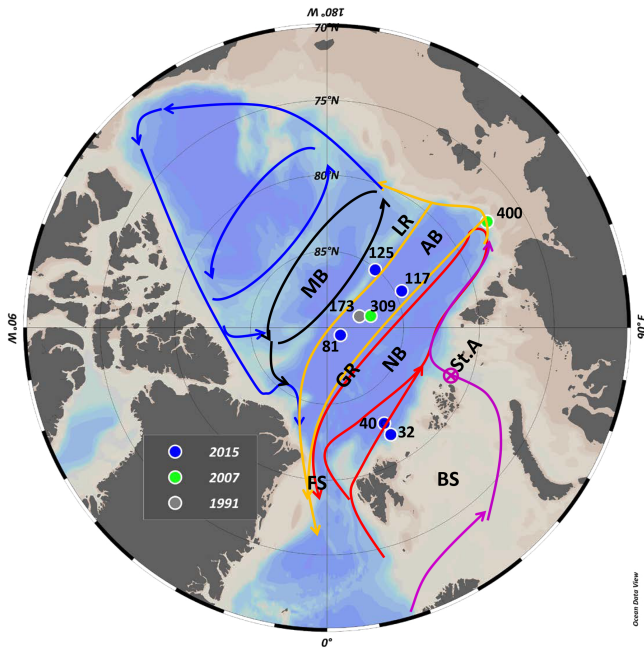 180°W
70°N
75°N
80°N
85°N
90°W
90°E
0°
400
LR
AB
125
MB
117
173
309
81
GR
NB
St.A
40
32
FS
BS
2015
2007
1991
Ocean Data View